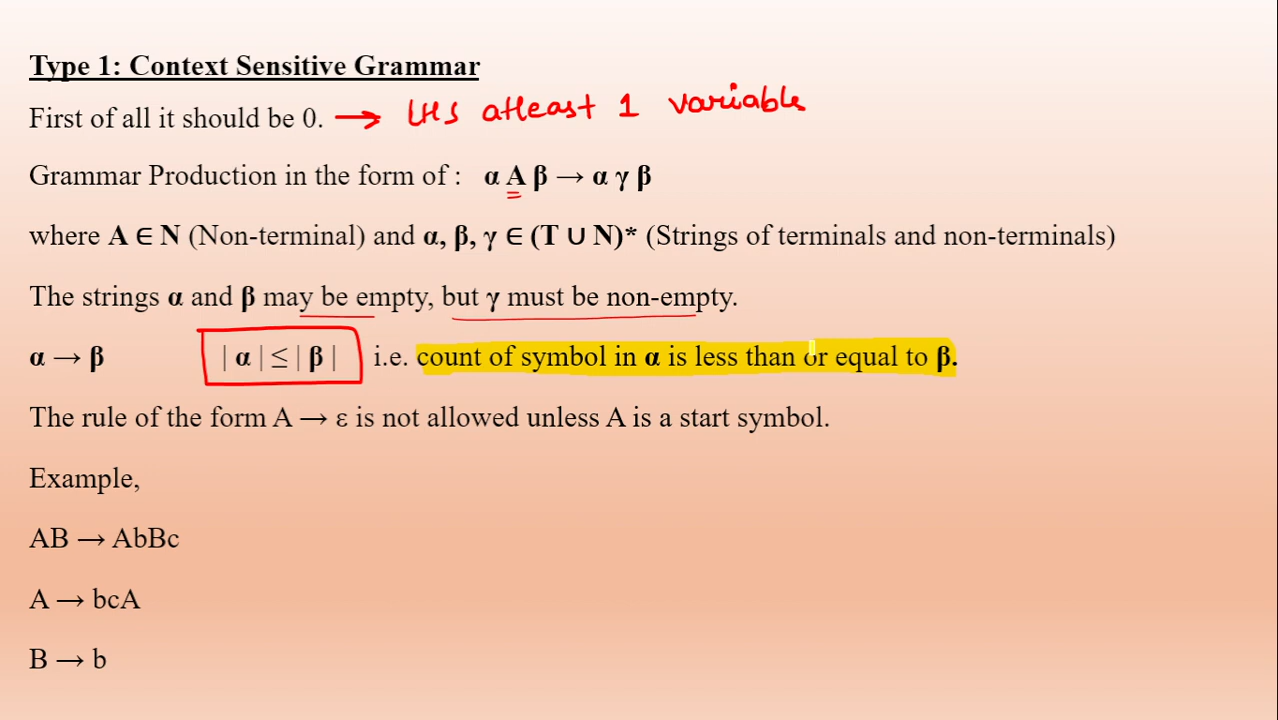 Type 1: Context Sensitive Grammar
First of all it should be 0. → LHS atleast 1 variable
Grammar Production in the form of : α A β → α γ β
where A ∈ N (Non-terminal) and α, β, γ ∈ (T ∪ N)* (Strings of terminals and non-terminals)
The strings α and β may be empty, but γ must be non-empty.
α → β | α | ≤ | β | i.e. count of symbol in α is less than or equal to β.
The rule of the form A → ε is not allowed unless A is a start symbol.
Example,
AB → AbBc
A → bcA
B → b